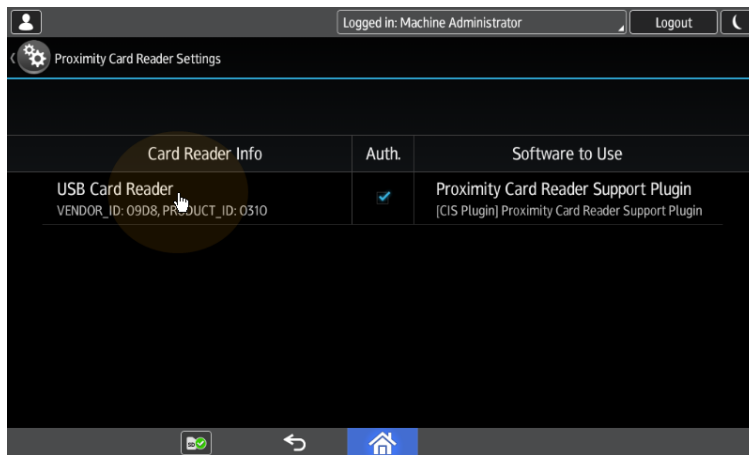 Logged in: Machine Administrator
Logout
Proximity Card Reader Settings
Card Reader Info
Auth.
Software to Use
USB Card Reader
Proximity Card Reader Support Plugin
VENDOR_ID: 09D8, PRODUCT_ID: 0310
[CIS Plugin] Proximity Card Reader Support Plugin
SD